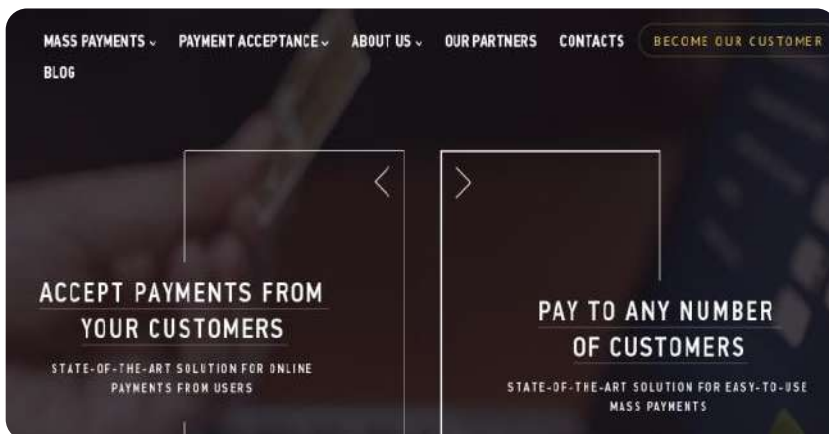 MASS PAYMENTS PAYMENT ACCEPTANCE ABOUT US OUR PARTNERS CONTACTS BECOME OUR CUSTOMER
BLOG
ACCEPT PAYMENTS FROM
YOUR CUSTOMERS
STATE-OF-THE-ART SOLUTION FOR ONLINE
PAYMENTS FROM USERS
PAY TO ANY NUMBER
OF CUSTOMERS
STATE-OF-THE-ART SOLUTION FOR EASY-TO-USE
MASS PAYMENTS